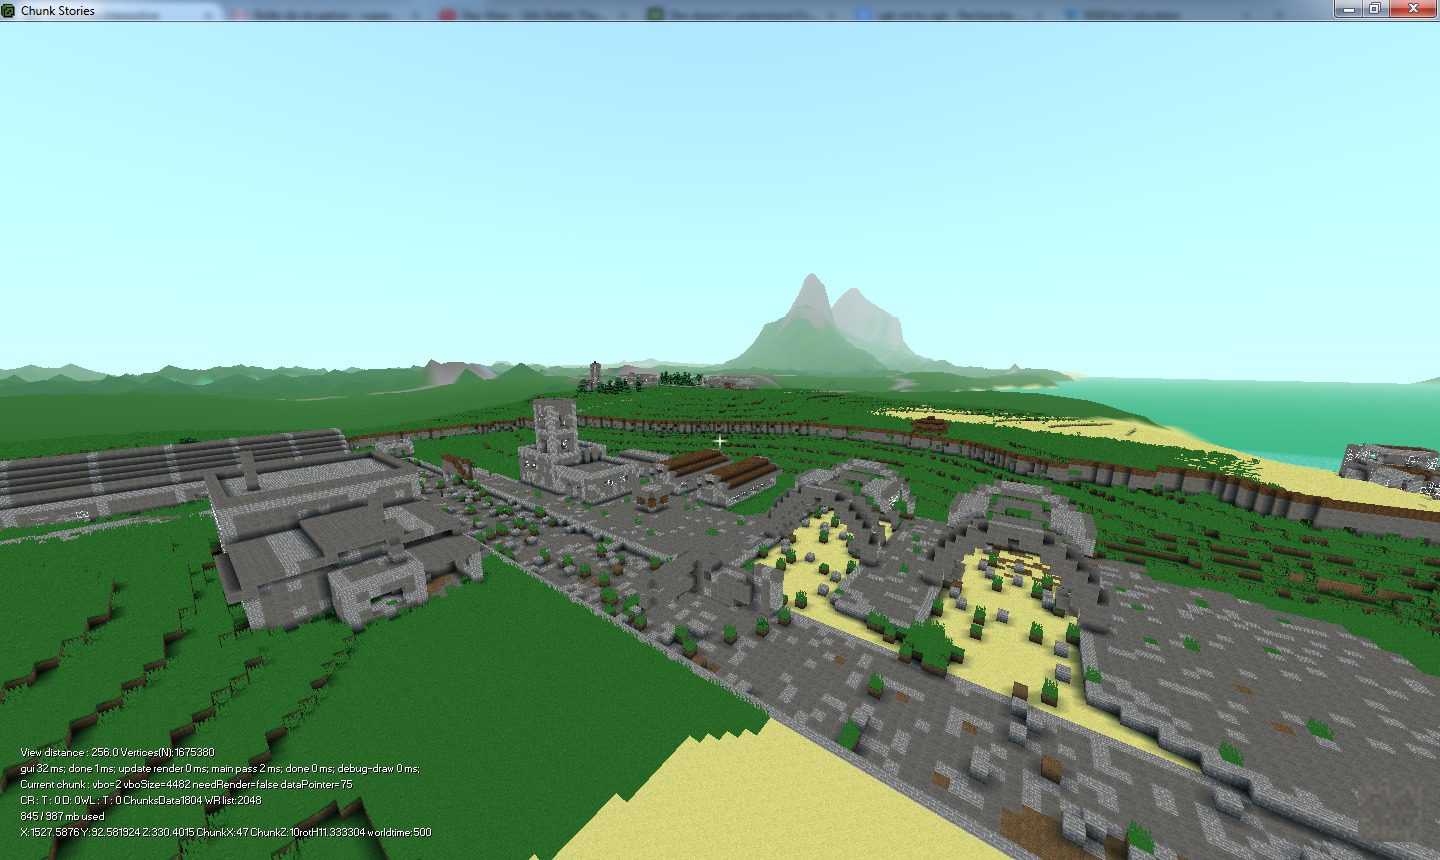 Chunk Stories
View distance : 256.0 Vertices(N):1675380
gui 32 ms; done 1 ms; update render 0 ms; main pass 2 ms; done 0 ms; debug-draw 0 ms;
Current chunk : vbo=2 vboSize=4482 needRender=false dataPointer=75
CR : T : 0 D: 0WL : T : 0 ChunksData1804 WR list:2048
845 / 987 mb used
X:1527.5876 Y:92.581924 Z:330.4015 ChunkX:47 ChunkZ:10rotH11.333304 worldtime:500